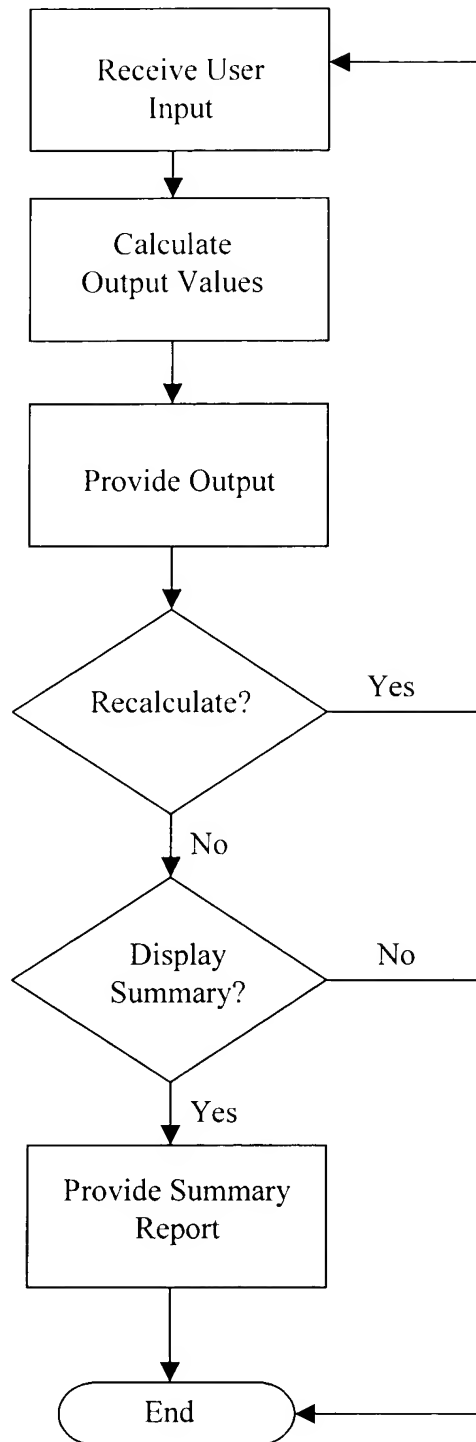 Receive User
Input
Calculate
Output Values
Provide Output
Recalculate?
Yes
No
Display
Summary?
No
Yes
Provide Summary
Report
End